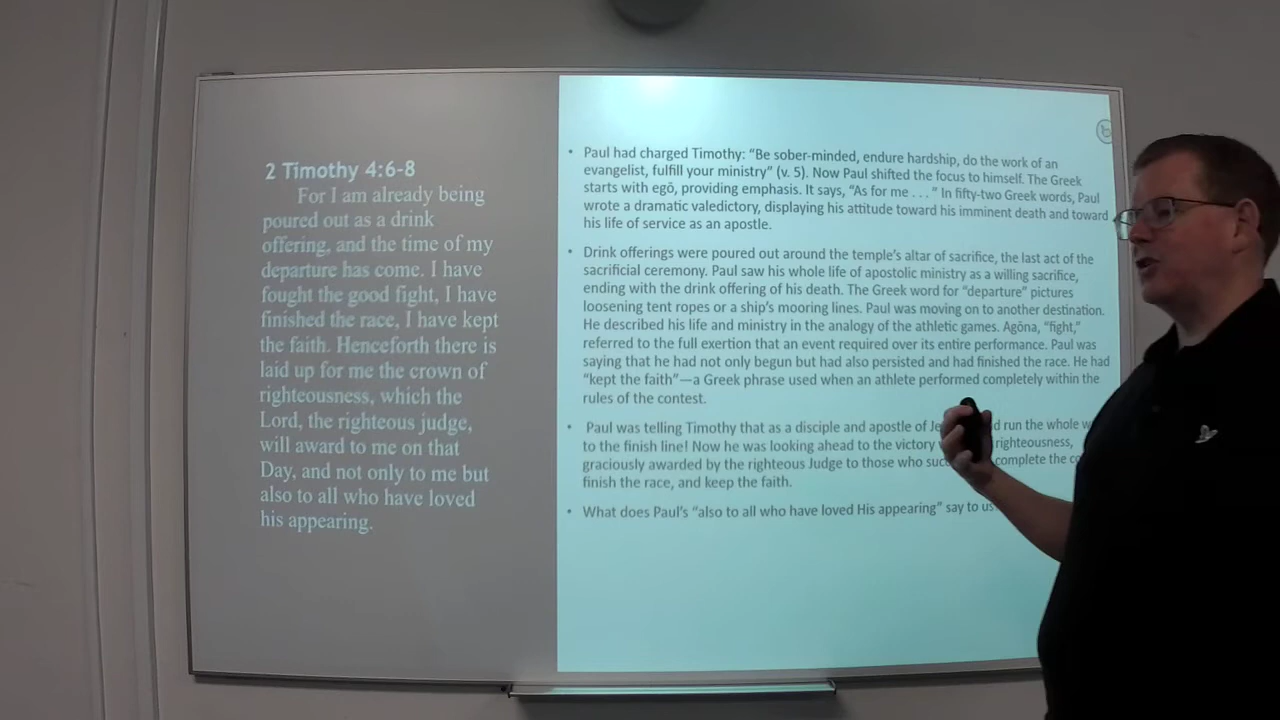 2 Timothy 4:6-8
For I am already being
poured out as a drink
offering, and the time of my
departure has come. I have
fought the good fight, I have
finished the race, I have kept
the faith. Henceforth there is
laid up for me the crown of
righteousness, which the
Lord, the righteous judge,
will award to me on that
Day, and not only to me but
also to all who have loved
his appearing.
• Paul had charged Timothy: “Be sober-minded, endure hardship, do the work of an
evangelist, fulfill your ministry” (v. 5). Now Paul shifted the focus to himself. The Greek
starts with egō, providing emphasis. It says, “As for me . . . ” In fifty-two Greek words, Paul
wrote a dramatic valedictory, displaying his attitude toward his imminent death and toward
his life of service as an apostle.
• Drink offerings were poured out around the temple’s altar of sacrifice, the last act of the
sacrificial ceremony. Paul saw his whole life of apostolic ministry as a willing sacrifice,
ending with the drink offering of his death. The Greek word for “departure” pictures
loosening tent ropes or a ship’s mooring lines. Paul was moving on to another destination.
He described his life and ministry in the analogy of the athletic games. Agōna, “fight,”
referred to the full exertion that an event required over its entire performance. Paul was
saying that he had not only begun but had also persisted and had finished the race. He had
“kept the faith”—a Greek phrase used when an athlete performed completely within the
rules of the contest.
• Paul was telling Timothy that as a disciple and apostle of run the whole
to the finish line! Now he was looking ahead to the victory righteousness,
graciously awarded by the righteous Judge to those who complete the
finish the race, and keep the faith.
• What does Paul’s “also to all who have loved His appearing” say to us